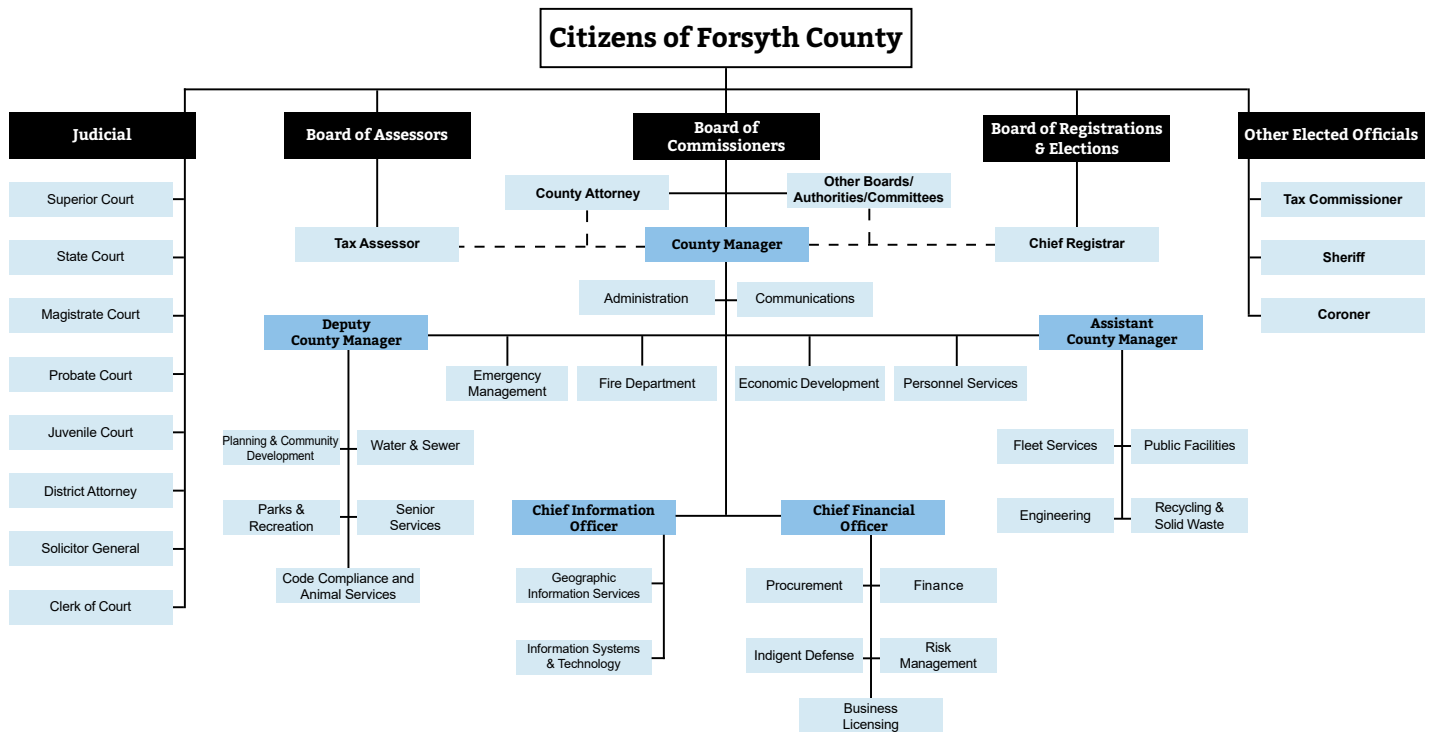 Citizens of Forsyth County
Judicial
Board of Assessors
Board of
Commissioners
Board of Registrations
& Elections
Other Elected Officials
Superior Court
State Court
Magistrate Court
Probate Court
Juvenile Court
District Attorney
Solicitor General
Clerk of Court
County Attorney
Other Boards/
Authorities/Committees
Tax Assessor
County Manager
Chief Registrar
Tax Commissioner
Sheriff
Coroner
Administration
Communications
Deputy
County Manager
Assistant
County Manager
Emergency
Management
Fire Department
Economic Development
Personnel Services
Planning & Community
Development
Water & Sewer
Parks &
Recreation
Senior
Services
Code Compliance and
Animal Services
Fleet Services
Public Facilities
Engineering
Recycling &
Solid Waste
Chief Information
Officer
Chief Financial
Officer
Geographic
Information Services
Information Systems
& Technology
Procurement
Finance
Indigent Defense
Risk
Management
Business
Licensing